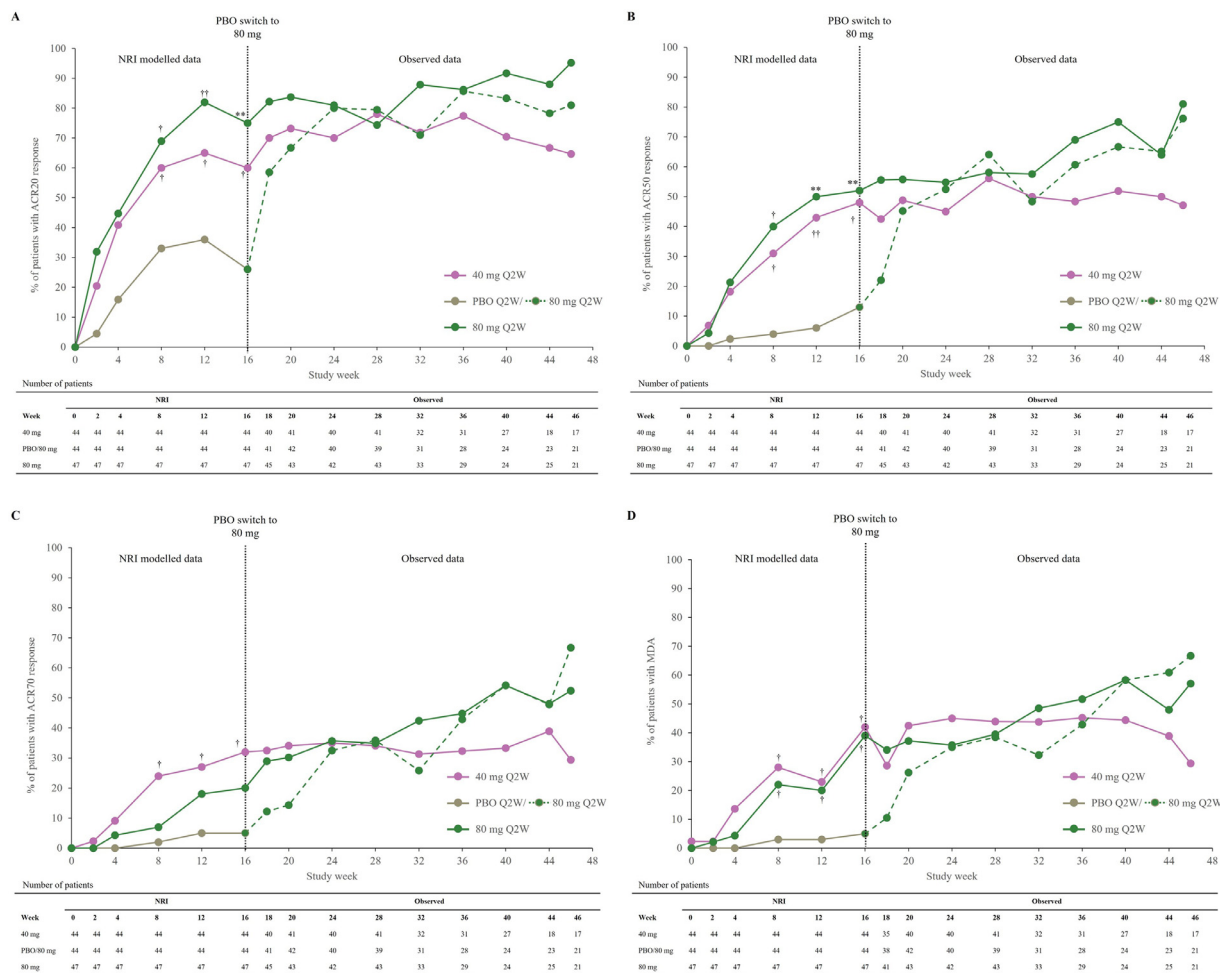 A
PBO switch to
80 mg
NRI modelled data
Observed data
% of patients with ACR20 response
100
90
80
70
60
50
40
30
20
10
0
†
†
††
†
**
†
40 mg Q2W
PBO Q2W/ 80 mg Q2W
80 mg Q2W
0 4 8 12 16 20 24 28 32 36 40 44 48
Study week
Number of patients
NRI Observed
Week 0 2 4 8 12 16 18 20 24 28 32 36 40 44 46
40 mg 44 44 44 44 44 44 40 41 40 41 32 31 27 18 17
PBO/80 mg 44 44 44 44 44 44 41 42 40 39 31 28 24 23 21
80 mg 47 47 47 47 47 47 45 43 42 43 33 29 24 25 21
B
PBO switch to
80 mg
NRI modelled data
Observed data
% of patients with ACR50 response
100
90
80
70
60
50
40
30
20
10
0
†
†
**
††
**
†
40 mg Q2W
PBO Q2W/ 80 mg Q2W
80 mg Q2W
0 4 8 12 16 20 24 28 32 36 40 44 48
Study week
Number of patients
NRI Observed
Week 0 2 4 8 12 16 18 20 24 28 32 36 40 44 46
40 mg 44 44 44 44 44 44 40 41 40 41 32 31 27 18 17
PBO/80 mg 44 44 44 44 44 44 41 42 40 39 31 28 24 23 21
80 mg 47 47 47 47 47 47 45 43 42 43 33 29 24 25 21
C
PBO switch to
80 mg
NRI modelled data
Observed data
% of patients with ACR70 response
100
90
80
70
60
50
40
30
20
10
0
†
†
†
40 mg Q2W
PBO Q2W/ 80 mg Q2W
80 mg Q2W
0 4 8 12 16 20 24 28 32 36 40 44 48
Study week
Number of patients
NRI Observed
Week 0 2 4 8 12 16 18 20 24 28 32 36 40 44 46
40 mg 44 44 44 44 44 44 40 41 40 41 32 31 27 18 17
PBO/80 mg 44 44 44 44 44 44 41 42 40 39 31 28 24 23 21
80 mg 47 47 47 47 47 47 45 43 42 43 33 29 24 25 21
D
PBO switch to
80 mg
NRI modelled data
Observed data
% of patients with MDA
100
90
80
70
60
50
40
30
20
10
0
†
†
†
†
†
†
40 mg Q2W
PBO Q2W/ 80 mg Q2W
80 mg Q2W
0 4 8 12 16 20 24 28 32 36 40 44 48
Study week
Number of patients
NRI Observed
Week 0 2 4 8 12 16 18 20 24 28 32 36 40 44 46
40 mg 44 44 44 44 44 44 35 40 40 41 32 31 27 18 17
PBO/80 mg 44 44 44 44 44 44 38 42 40 39 31 28 24 23 21
80 mg 47 47 47 47 47 47 41 43 42 43 33 29 24 25 21